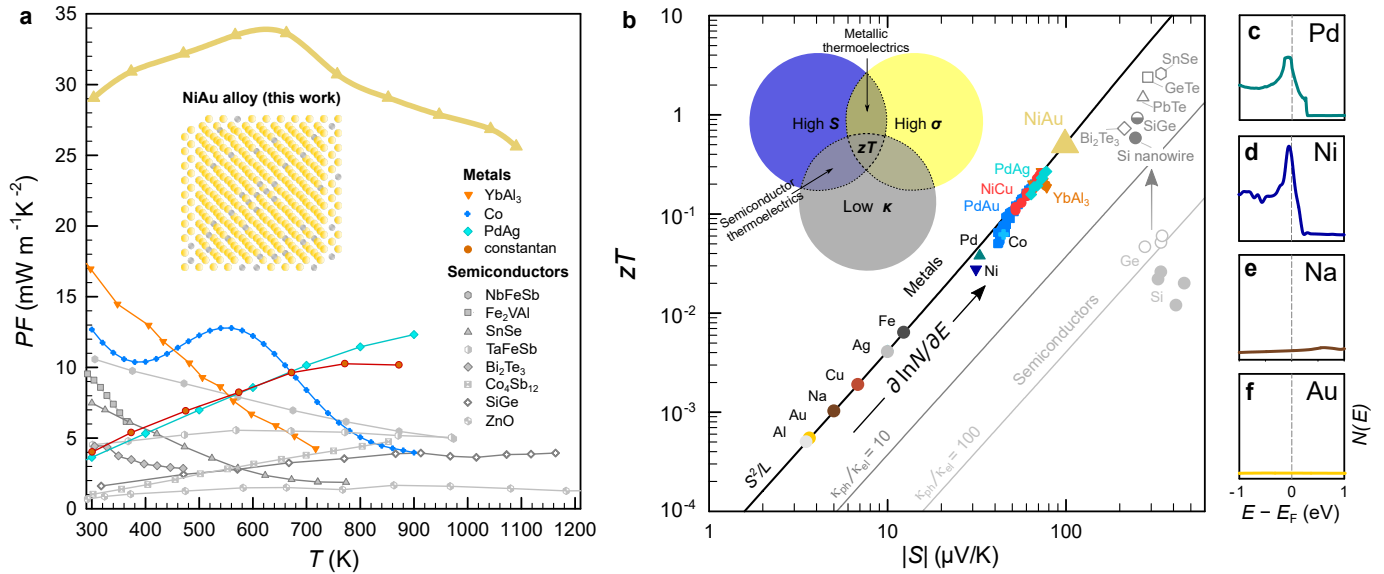 a
PF (mW m⁻¹K⁻²)
35
30
25
20
15
10
5
0
300 400 500 600 700 800 900 1000 1100 1200
T (K)
NiAu alloy (this work)
Metals
YbAl₃
Co
PdAg
constantan
Semiconductors
NbFeSb
Fe₂VAl
SnSe
TaFeSb
Bi₂Te₃
Co₄Sb₁₂
SiGe
ZnO
b
zT
10
1
10⁻¹
10⁻²
10⁻³
10⁻⁴
1 10 100
|S| (µV/K)
Metallic
thermoelectrics
High S
High σ
zT
Low κ
Semiconductor
thermoelectrics
NiAu
PdAg
NiCu
PdAu
YbAl₃
Co
Pd
Ni
Fe
Ag
Cu
Na
Au
Al
Metals
∂ lnN/∂E
S²/L
κph/κel = 10
κph/κel = 100
Semiconductors
SnSe
GeTe
PbTe
SiGe
Bi₂Te₃
Si nanowire
Ge
Si
c
Pd
d
Ni
e
Na
f
Au
N(E)
-1 0 1
E − EF (eV)